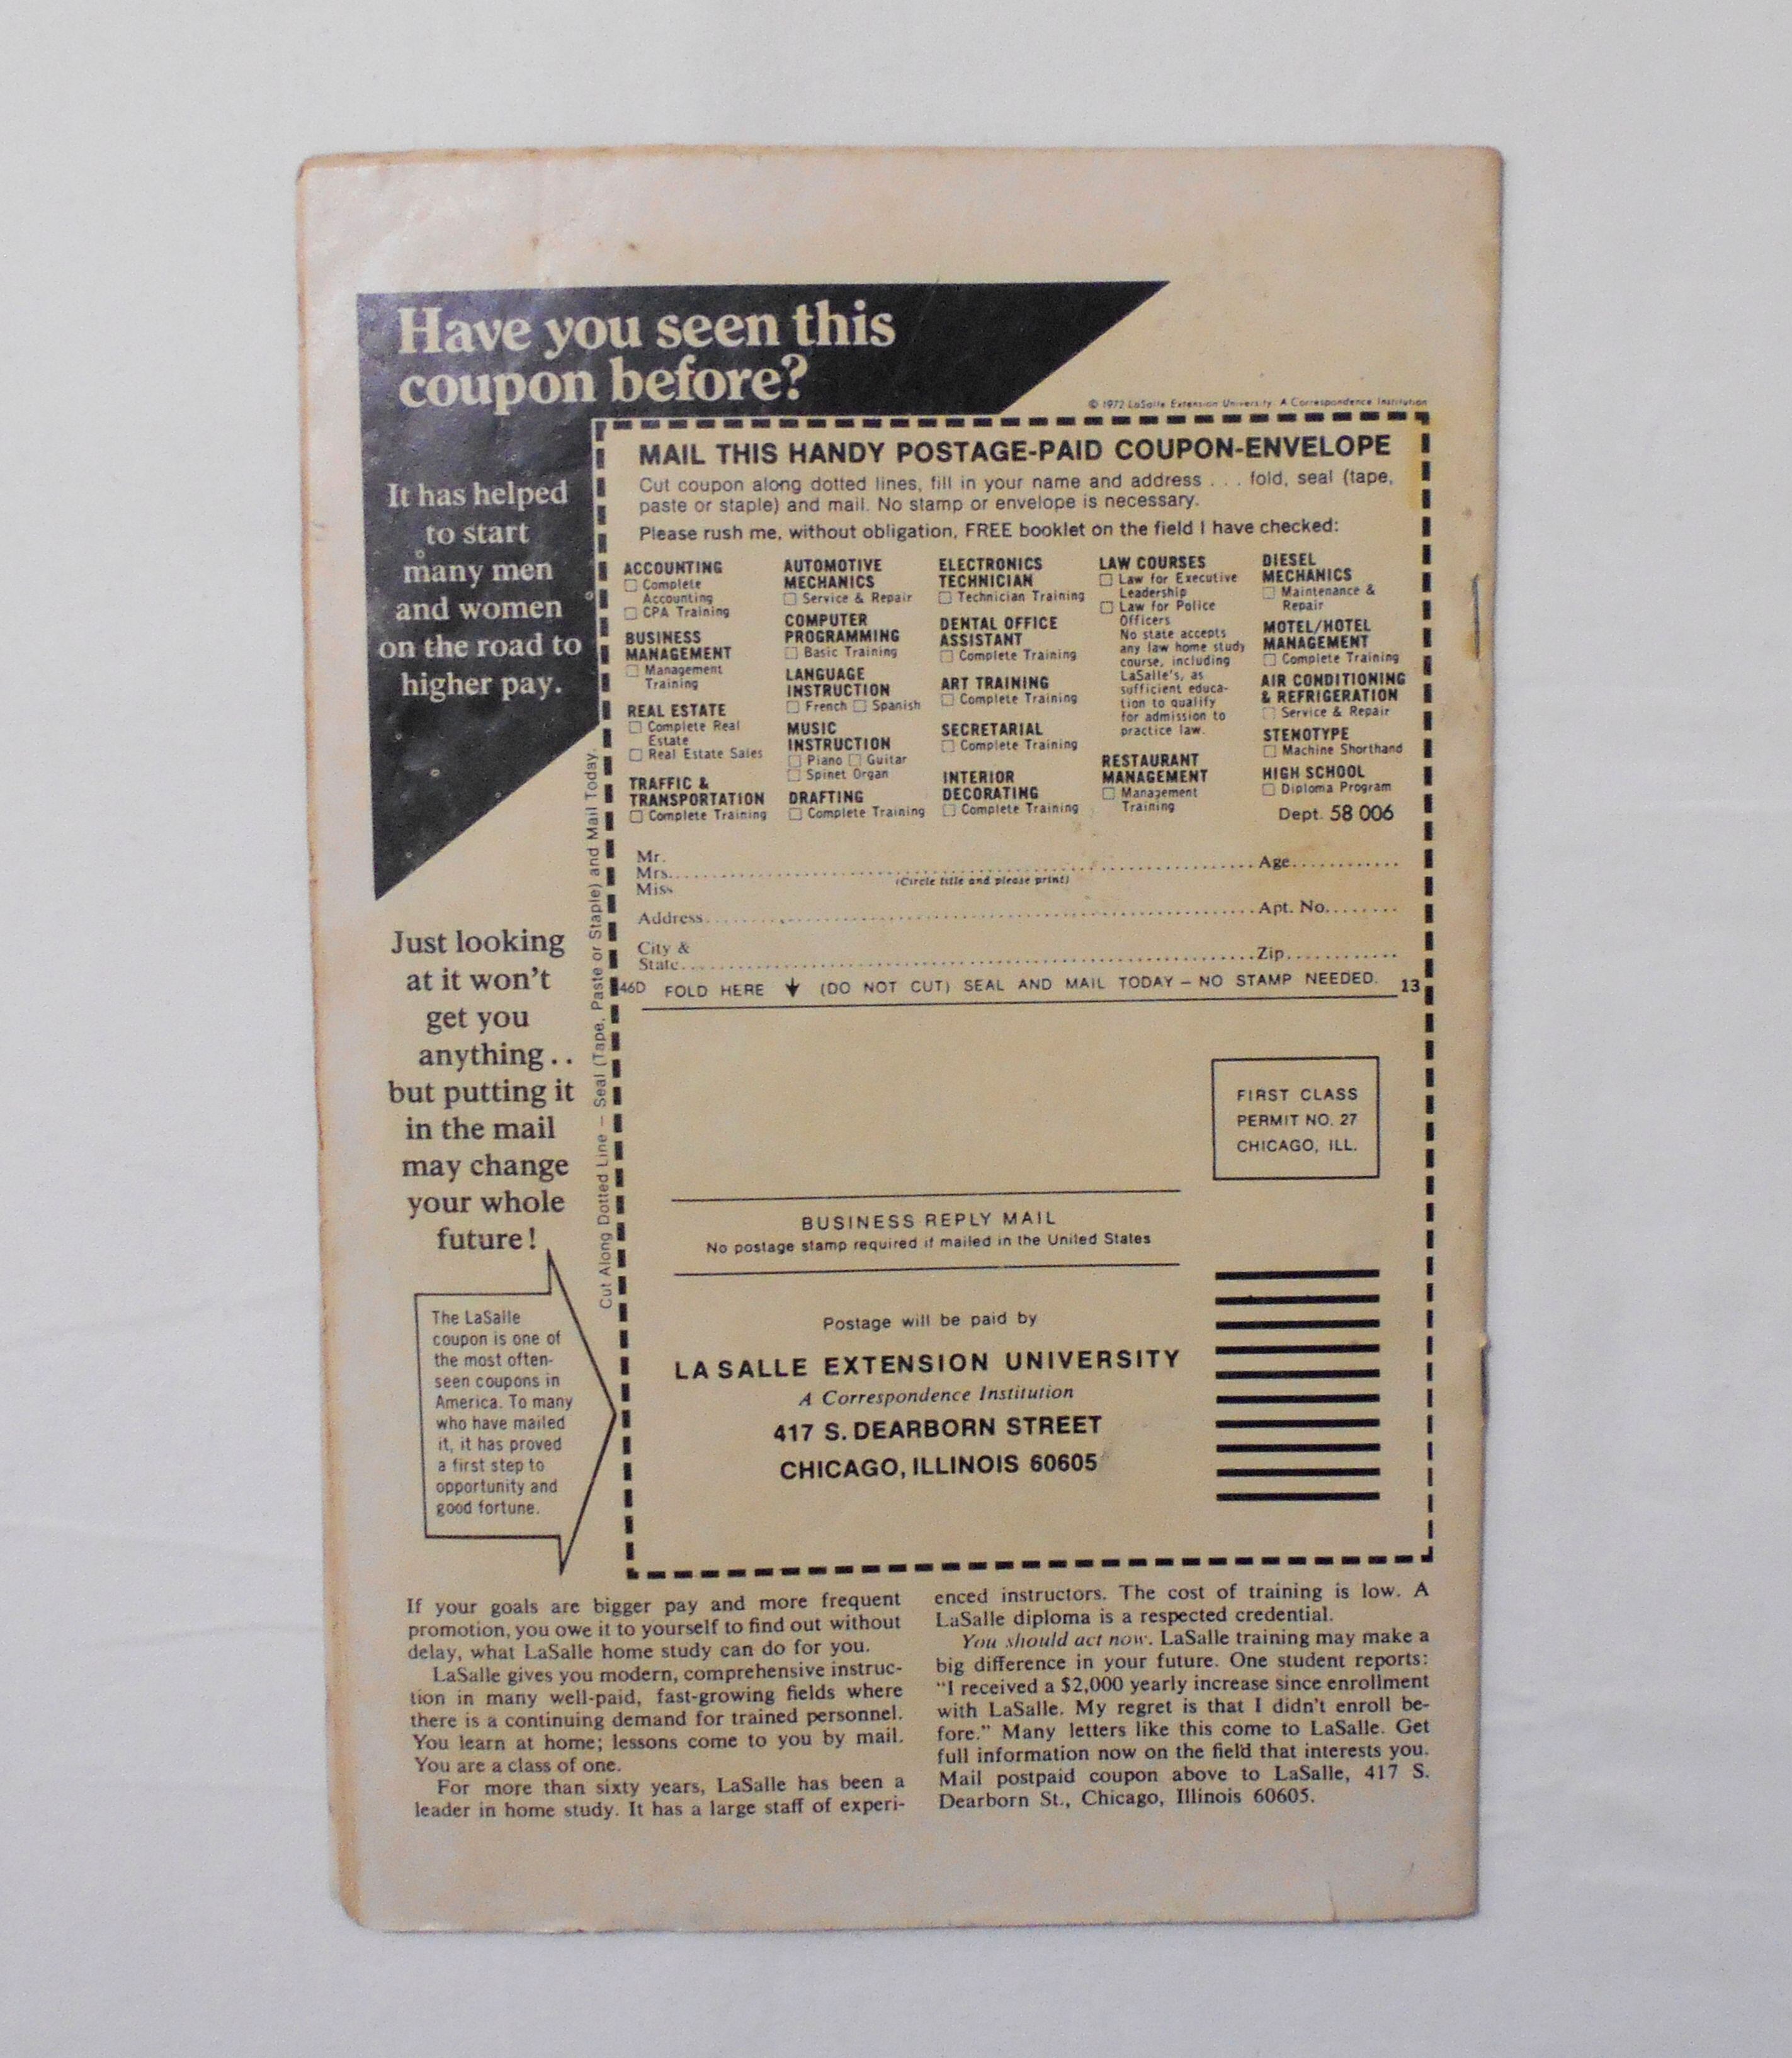 Have you seen this
coupon before?
It has helped
to start
many men
and women
on the road to
higher pay.
Just looking
at it won't
get you
anything..
but putting it
in the mail
may change
your whole
future!
The LaSalle
coupon is one of
the most often-
seen coupons in
America. To many
who have mailed
it, it has proved
a first step to
opportunity and
good fortune.
Cut Along Dotted Line – Seal (Tape, Paste or Staple) and Mail Today.
© 1972 LaSalle Extension University. A Correspondence Institution
MAIL THIS HANDY POSTAGE-PAID COUPON-ENVELOPE
Cut coupon along dotted lines, fill in your name and address . . . fold, seal (tape,
paste or staple) and mail. No stamp or envelope is necessary.
Please rush me, without obligation, FREE booklet on the field I have checked:
ACCOUNTING
☐ Complete
Accounting
☐ CPA Training
BUSINESS
MANAGEMENT
☐ Management
Training
REAL ESTATE
☐ Complete Real
Estate
☐ Real Estate Sales
TRAFFIC &
TRANSPORTATION
☐ Complete Training
AUTOMOTIVE
MECHANICS
☐ Service & Repair
COMPUTER
PROGRAMMING
☐ Basic Training
LANGUAGE
INSTRUCTION
☐ French ☐ Spanish
MUSIC
INSTRUCTION
☐ Piano ☐ Guitar
☐ Spinet Organ
DRAFTING
☐ Complete Training
ELECTRONICS
TECHNICIAN
☐ Technician Training
DENTAL OFFICE
ASSISTANT
☐ Complete Training
ART TRAINING
☐ Complete Training
SECRETARIAL
☐ Complete Training
INTERIOR
DECORATING
☐ Complete Training
LAW COURSES
☐ Law for Executive
Leadership
☐ Law for Police
Officers
No state accepts
any law home study
course, including
LaSalle's, as
sufficient educa-
tion to qualify
for admission to
practice law.
RESTAURANT
MANAGEMENT
☐ Management
Training
DIESEL
MECHANICS
☐ Maintenance &
Repair
MOTEL/HOTEL
MANAGEMENT
☐ Complete Training
AIR CONDITIONING
& REFRIGERATION
☐ Service & Repair
STENOTYPE
☐ Machine Shorthand
HIGH SCHOOL
☐ Diploma Program
Dept. 58 006
Mr.
Mrs. Age
Miss
(Circle title and please print)
Address Apt. No.
City &
State Zip
46D FOLD HERE (DO NOT CUT) SEAL AND MAIL TODAY – NO STAMP NEEDED. 13
FIRST CLASS
PERMIT NO. 27
CHICAGO, ILL.
BUSINESS REPLY MAIL
No postage stamp required if mailed in the United States
Postage will be paid by
LA SALLE EXTENSION UNIVERSITY
A Correspondence Institution
417 S. DEARBORN STREET
CHICAGO, ILLINOIS 60605
If your goals are bigger pay and more frequent
promotion, you owe it to yourself to find out without
delay, what LaSalle home study can do for you.
LaSalle gives you modern, comprehensive instruc-
tion in many well-paid, fast-growing fields where
there is a continuing demand for trained personnel.
You learn at home; lessons come to you by mail.
You are a class of one.
For more than sixty years, LaSalle has been a
leader in home study. It has a large staff of experi-
enced instructors. The cost of training is low. A
LaSalle diploma is a respected credential.
You should act now. LaSalle training may make a
big difference in your future. One student reports:
"I received a $2,000 yearly increase since enrollment
with LaSalle. My regret is that I didn't enroll be-
fore." Many letters like this come to LaSalle. Get
full information now on the field that interests you.
Mail postpaid coupon above to LaSalle, 417 S.
Dearborn St., Chicago, Illinois 60605.